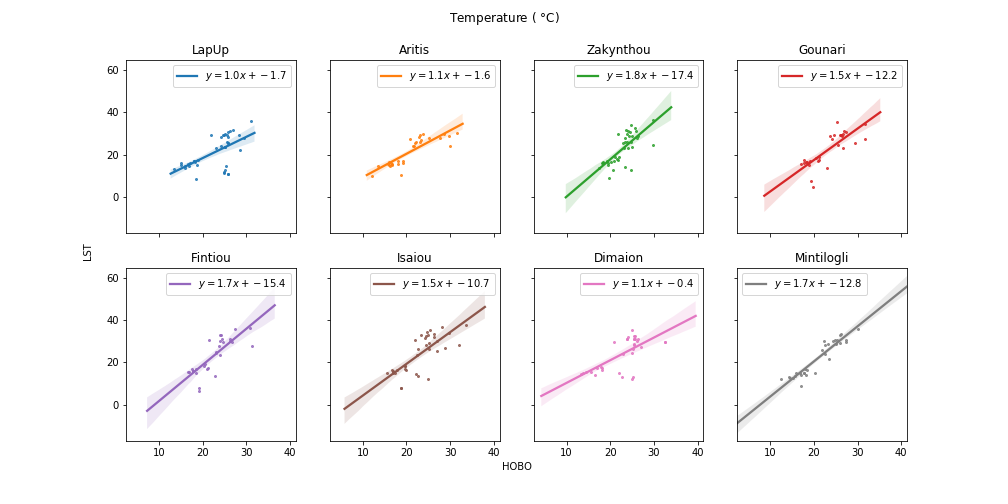 Temperature ( °C)
LapUp Aritis Zakynthou Gounari
y = 1.0x + −1.7 y = 1.1x + −1.6 y = 1.8x + −17.4 y = 1.5x + −12.2
60
40
20
0
LST
Fintiou Isaiou Dimaion Mintilogli
y = 1.7x + −15.4 y = 1.5x + −10.7 y = 1.1x + −0.4 y = 1.7x + −12.8
60
40
20
0
10 20 30 40 10 20 30 40 10 20 30 40 10 20 30 40
HOBO